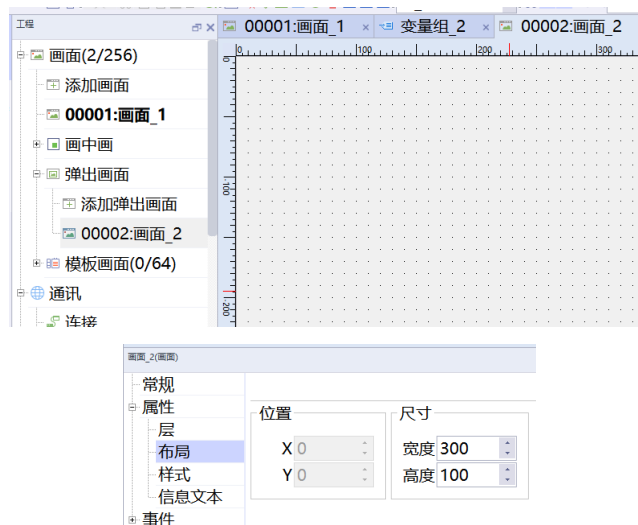 工程
00001:画面_1
变量组_2
00002:画面_2
画面(2/256)
0 100 200 300
添加画面
00001:画面_1
画中画
弹出画面
添加弹出画面
00002:画面_2
模板画面(0/64)
通讯
连接
0
100
200
画面_2(画面)
常规
属性
层
布局
样式
信息文本
事件
位置
X 0
Y 0
尺寸
宽度 300
高度 100